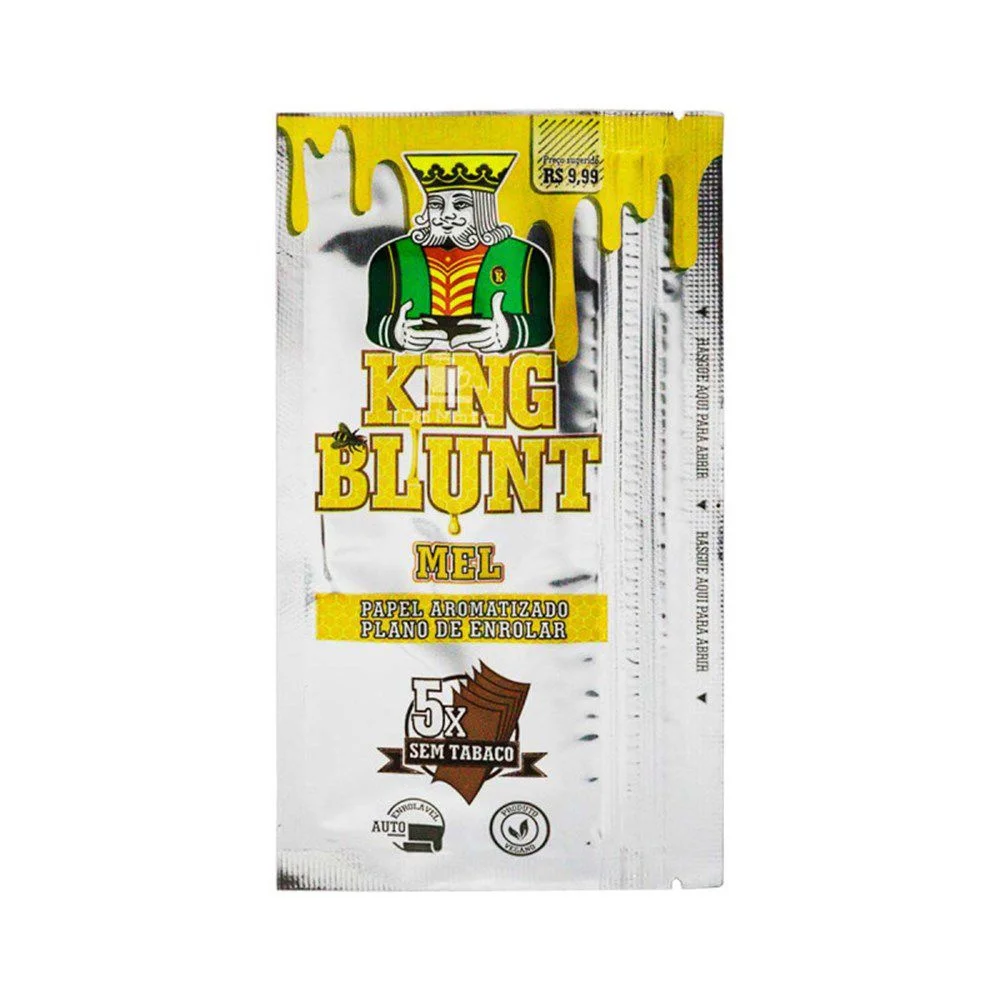 Preço sugerido
R$ 9,99
K
KING
BLUNT
MEL
PAPEL AROMATIZADO
PLANO DE ENROLAR
5X
SEM TABACO
ENROLAVEL
AUTO
PRODUTO
VEGANO
RASGUE AQUI PARA ABRIR
RASGUE AQUI PARA ABRIR